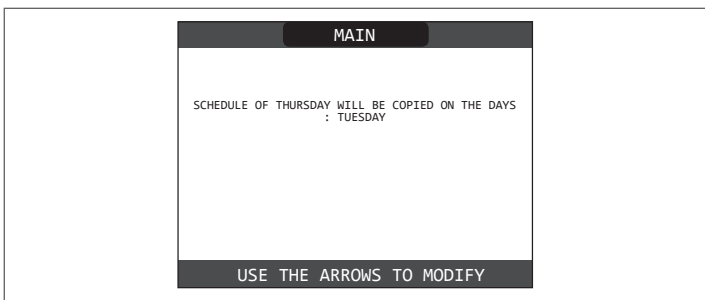 MAIN
SCHEDULE OF THURSDAY WILL BE COPIED ON THE DAYS
: TUESDAY
USE THE ARROWS TO MODIFY